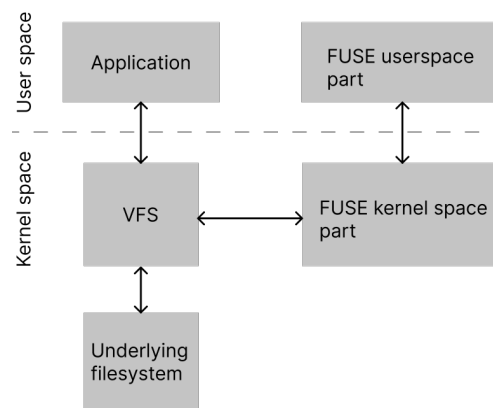 User space
Application
FUSE userspace
part
Kernel space
VFS
FUSE kernel space
part
Underlying
filesystem